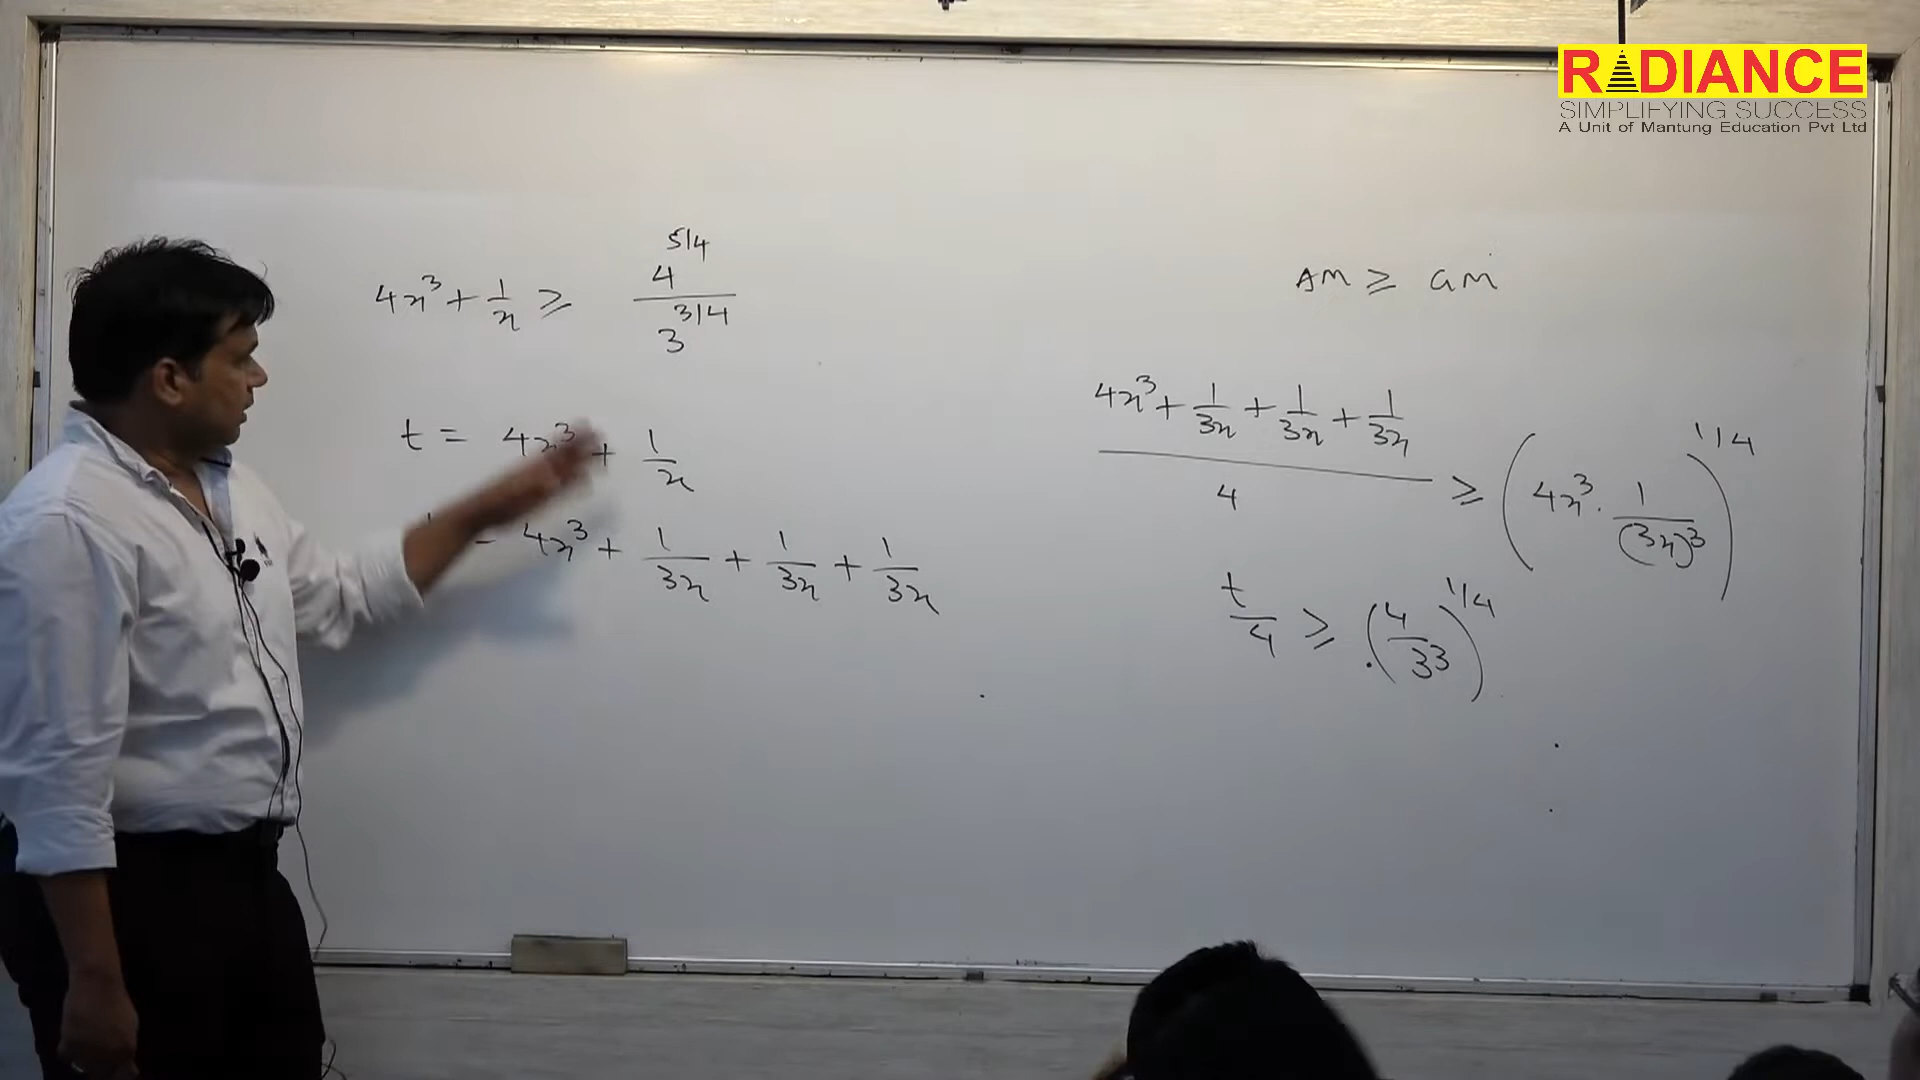 RADIANCE
SIMPLIFYING SUCCESS
A Unit of Mantung Education Pvt Ltd
4x³ + 1/x ≥ 4^5/4 / 3^3/4
t = 4x³ + 1/x
= 4x³ + 1/3x + 1/3x + 1/3x
AM ≥ GM
(4x³ + 1/3x + 1/3x + 1/3x) / 4 ≥ (4x³ · 1/(3x)³)^1/4
t/4 ≥ (4/3³)^1/4